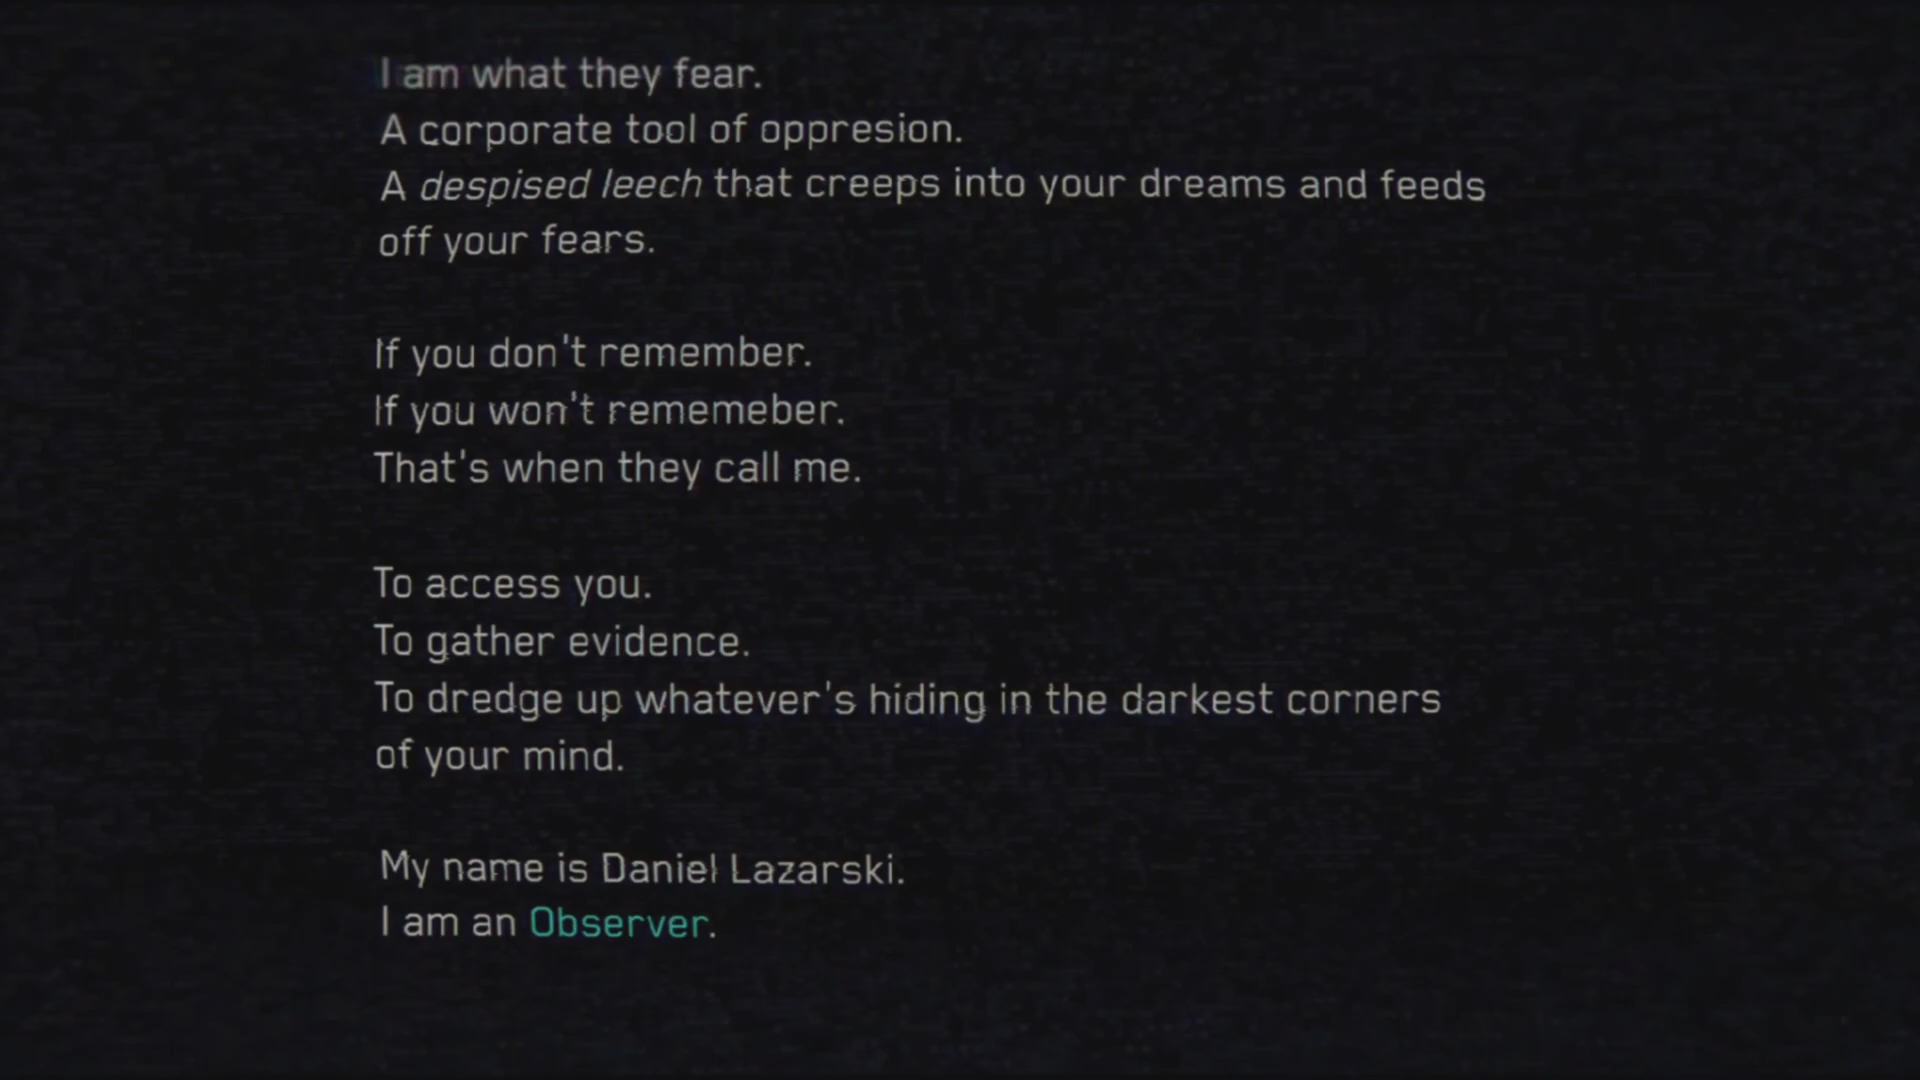 I am what they fear.
A corporate tool of oppresion.
A despised leech that creeps into your dreams and feeds
off your fears.
If you don't remember.
If you won't rememeber.
That's when they call me.
To access you.
To gather evidence.
To dredge up whatever's hiding in the darkest corners
of your mind.
My name is Daniel Lazarski.
I am an Observer.